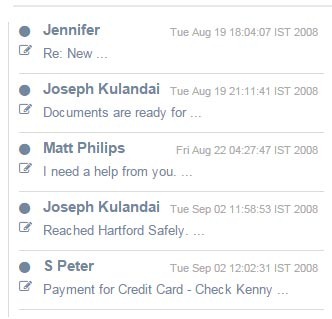 Jennifer Tue Aug 19 18:04:07 IST 2008
Re: New ...
Joseph Kulandai Tue Aug 19 21:11:41 IST 2008
Documents are ready for ...
Matt Philips Fri Aug 22 04:27:47 IST 2008
I need a help from you. ...
Joseph Kulandai Tue Sep 02 11:58:53 IST 2008
Reached Hartford Safely. ...
S Peter Tue Sep 02 12:02:31 IST 2008
Payment for Credit Card - Check Kenny ...